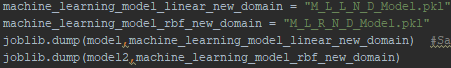 machine_learning_model_linear_new_domain = "M_L_L_N_D_Model.pkl"
machine_learning_model_rbf_new_domain = "M_L_R_N_D_Model.pkl"
joblib.dump(model,machine_learning_model_linear_new_domain) #Sa
joblib.dump(model2,machine_learning_model_rbf_new_domain)